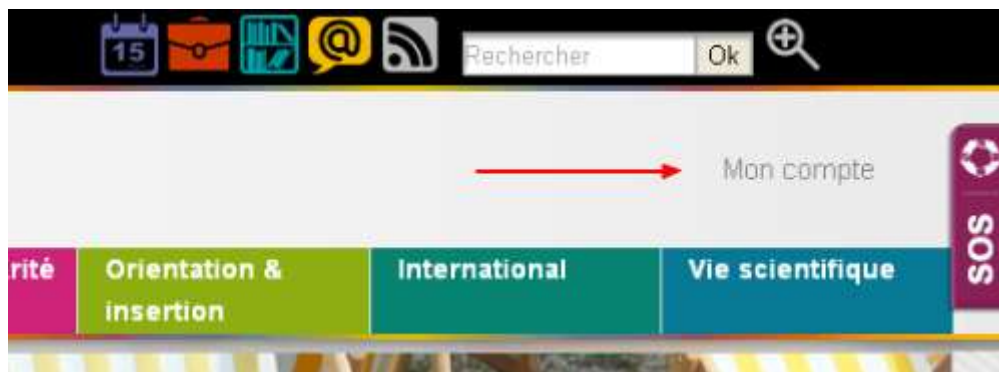 15
@
Rechercher
Ok
Mon compte
SOS
rité
Orientation &
insertion
International
Vie scientifique